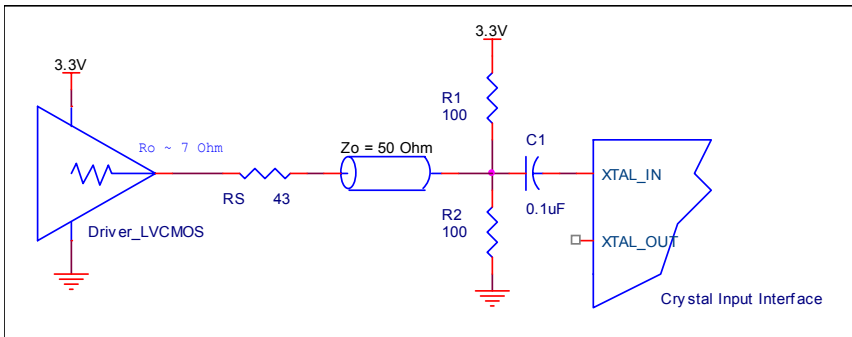 3.3V
3.3V
R1
100
Ro ~ 7 Ohm
Zo = 50 Ohm
C1
XTAL_IN
RS 43
0.1uF
R2
100
XTAL_OUT
Driver_LVCMOS
Crystal Input Interface